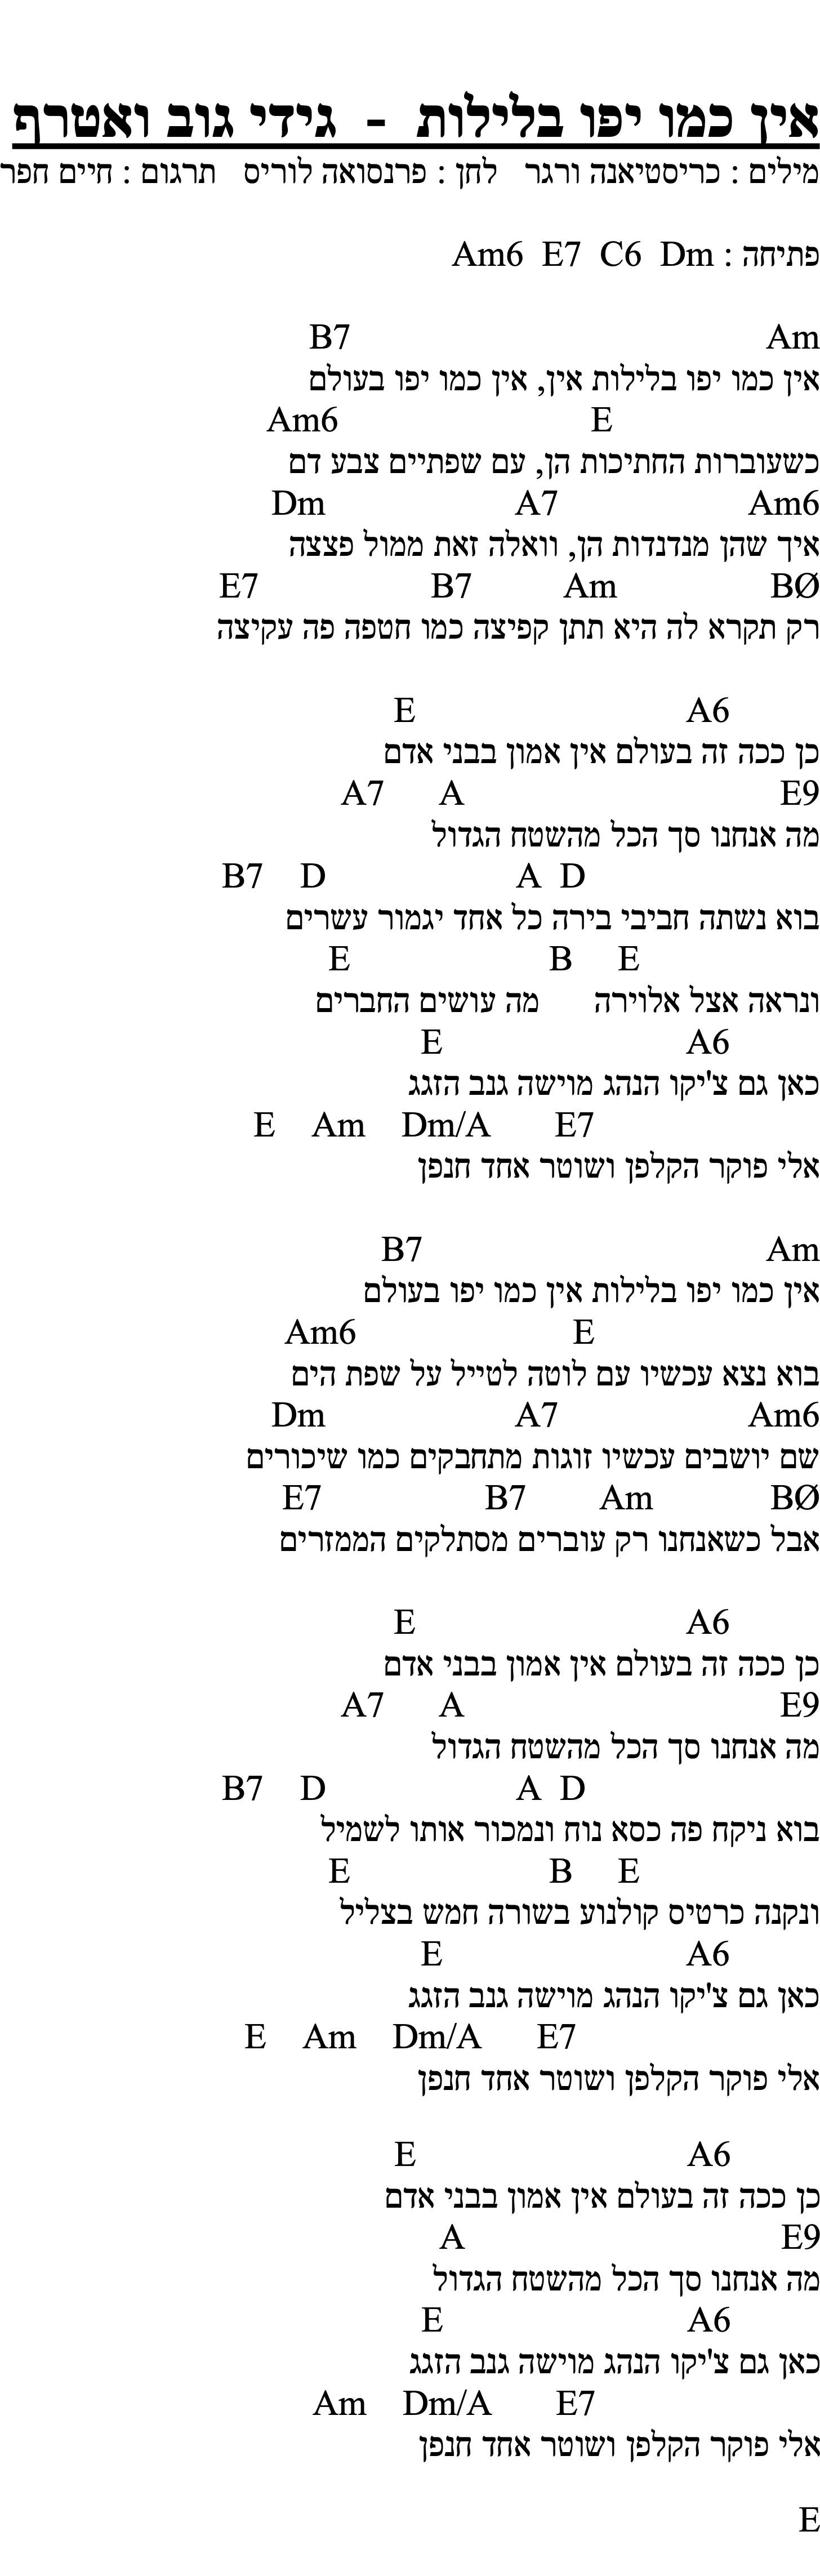 אין כמו יפו בלילות - גידי גוב ואטרף
מילים : כריסטיאנה ורגר לחן : פרנסואה לוריס תרגום : חיים חפר
פתיחה : Am6 E7 C6 Dm
B7 Am
אין כמו יפו בלילות אין, אין כמו יפו בעולם
Am6 E
כשעוברות החתיכות הן, עם שפתיים צבע דם
Dm A7 Am6
איך שהן מנדנדות הן, וואלה זאת ממול פצצה
E7 B7 Am BØ
רק תקרא לה היא תתן קפיצה כמו חטפה פה עקיצה
E A6
כן ככה זה בעולם אין אמון בבני אדם
A7 A E9
מה אנחנו סך הכל מהשטח הגדול
B7 D A D
בוא נשתה חביבי בירה כל אחד יגמור עשרים
E B E
ונראה אצל אלוירה מה עושים החברים
E A6
כאן גם צ'יקו הנהג מוישה גנב הזגג
E Am Dm/A E7
אלי פוקר הקלפן ושוטר אחד חנפן
B7 Am
אין כמו יפו בלילות אין כמו יפו בעולם
Am6 E
בוא נצא עכשיו עם לוטה לטייל על שפת הים
Dm A7 Am6
שם יושבים עכשיו זוגות מתחבקים כמו שיכורים
E7 B7 Am BØ
אבל כשאנחנו רק עוברים מסתלקים הממזרים
E A6
כן ככה זה בעולם אין אמון בבני אדם
A7 A E9
מה אנחנו סך הכל מהשטח הגדול
B7 D A D
בוא ניקח פה כסא נוח ונמכור אותו לשמיל
E B E
ונקנה כרטיס קולנוע בשורה חמש בצליל
E A6
כאן גם צ'יקו הנהג מוישה גנב הזגג
E Am Dm/A E7
אלי פוקר הקלפן ושוטר אחד חנפן
E A6
כן ככה זה בעולם אין אמון בבני אדם
A E9
מה אנחנו סך הכל מהשטח הגדול
E A6
כאן גם צ'יקו הנהג מוישה גנב הזגג
Am Dm/A E7
אלי פוקר הקלפן ושוטר אחד חנפן
E